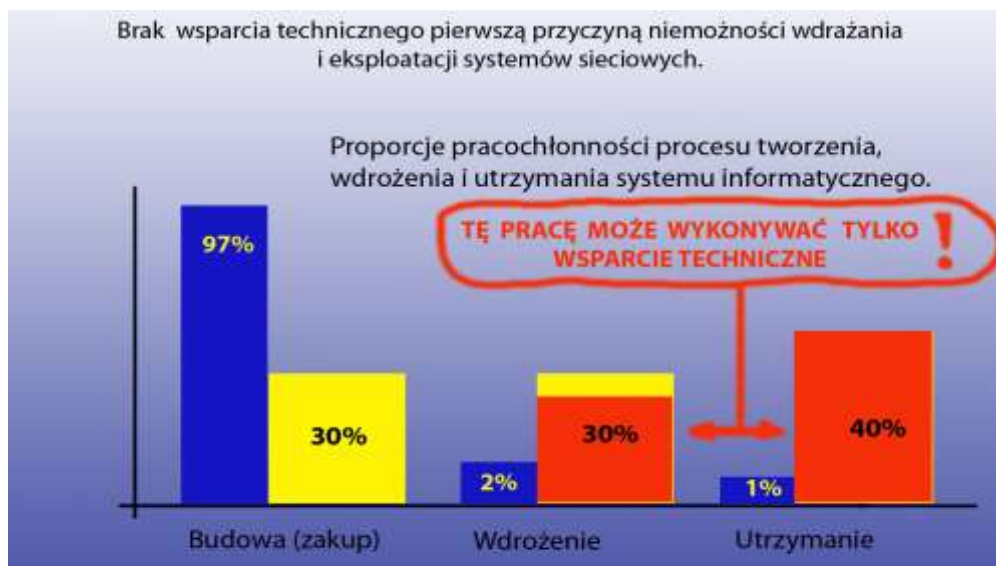 Brak wsparcia technicznego pierwszą przyczyną niemożności wdrażania
i eksploatacji systemów sieciowych.
Proporcje pracochłonności procesu tworzenia,
wdrożenia i utrzymania systemu informatycznego.
TĘ PRACĘ MOŻE WYKONYWAĆ TYLKO
WSPARCIE TECHNICZNE !
97%
30%
2%
30%
1%
40%
Budowa (zakup)
Wdrożenie
Utrzymanie